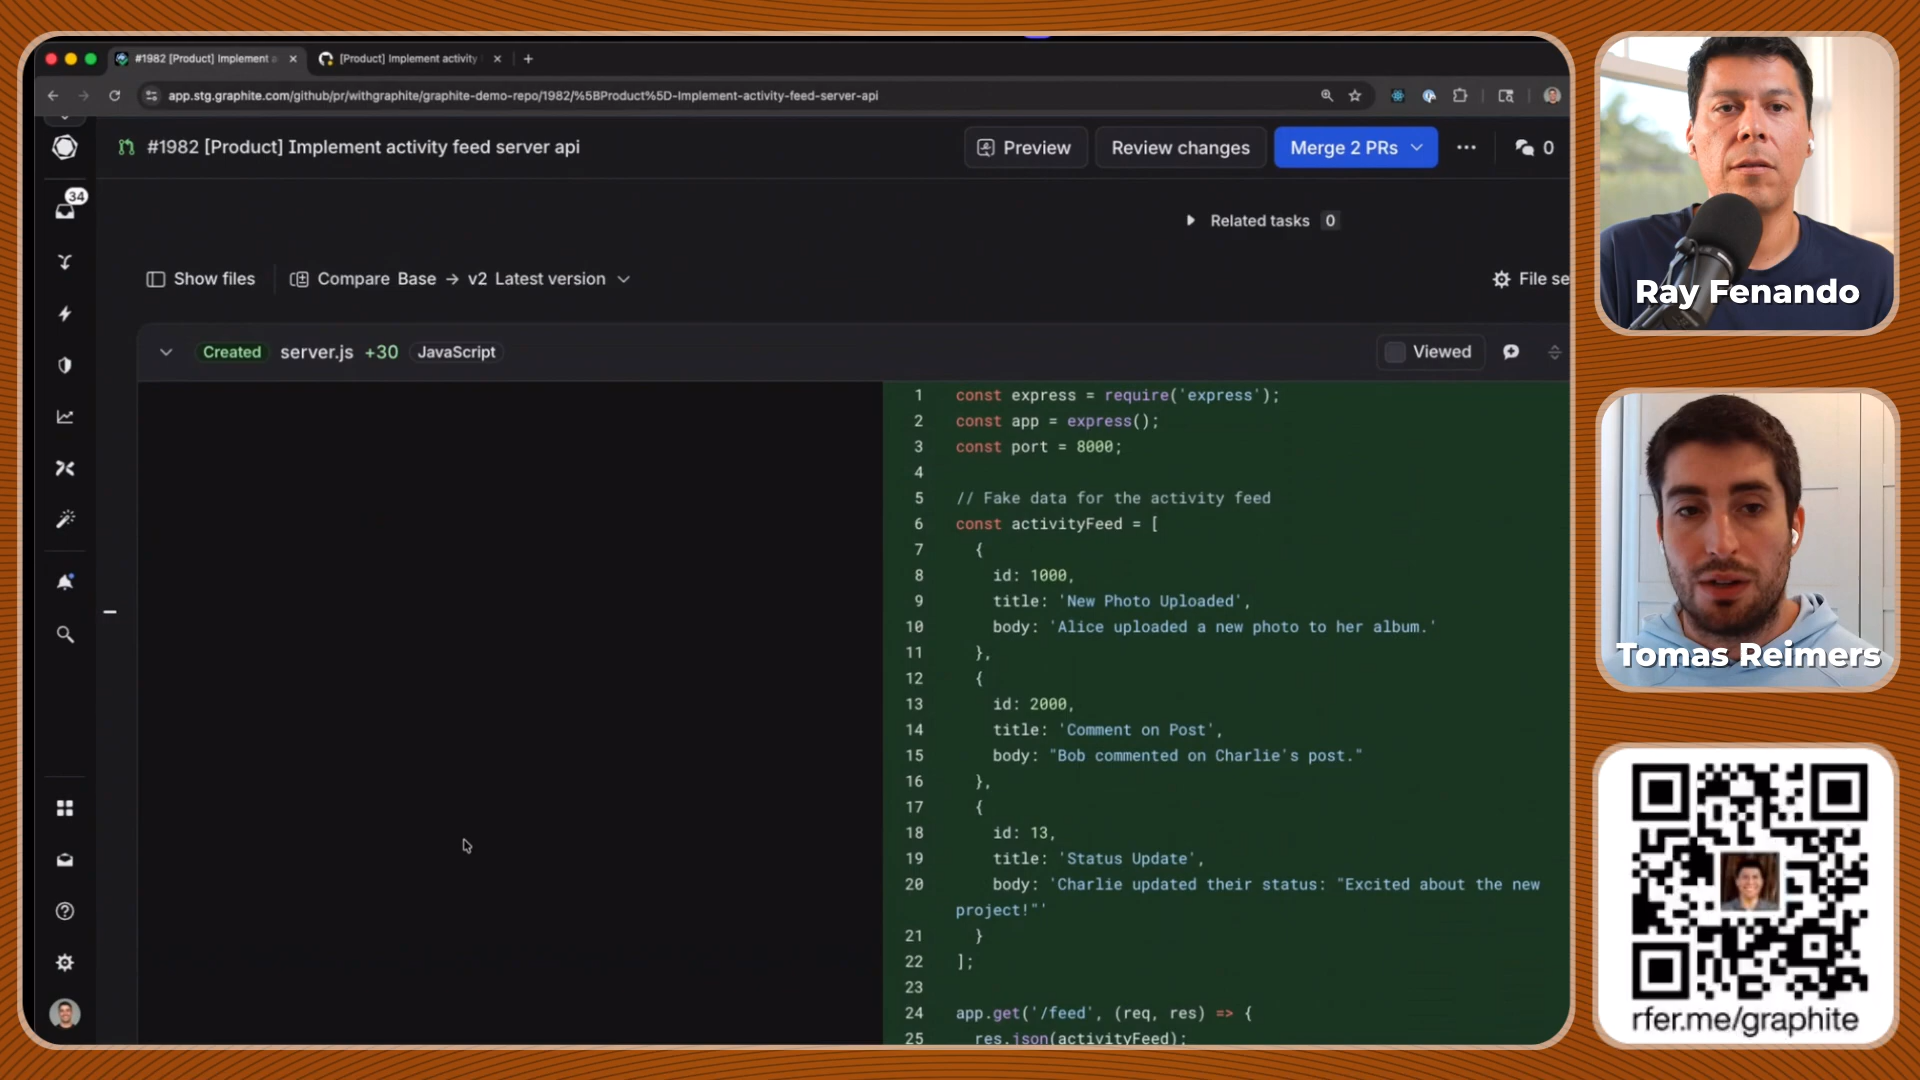 #1982 [Product] Implement a
[Product] Implement activity
app.stg.graphite.com/github/pr/withgraphite/graphite-demo-repo/1982/%5BProduct%5D-Implement-activity-feed-server-api
#1982 [Product] Implement activity feed server api
Preview
Review changes
Merge 2 PRs
0
34
Related tasks 0
Show files
Compare Base → v2 Latest version
File se
Created server.js +30 JavaScript
Viewed
1 const express = require('express');
2 const app = express();
3 const port = 8000;
4
5 // Fake data for the activity feed
6 const activityFeed = [
7 {
8 id: 1000,
9 title: 'New Photo Uploaded',
10 body: 'Alice uploaded a new photo to her album.'
11 },
12 {
13 id: 2000,
14 title: 'Comment on Post',
15 body: "Bob commented on Charlie's post."
16 },
17 {
18 id: 13,
19 title: 'Status Update',
20 body: 'Charlie updated their status: "Excited about the new
project!"'
21 }
22 ];
23
24 app.get('/feed', (req, res) => {
25 res.json(activityFeed);
Ray Fenando
Tomas Reimers
rfer.me/graphite